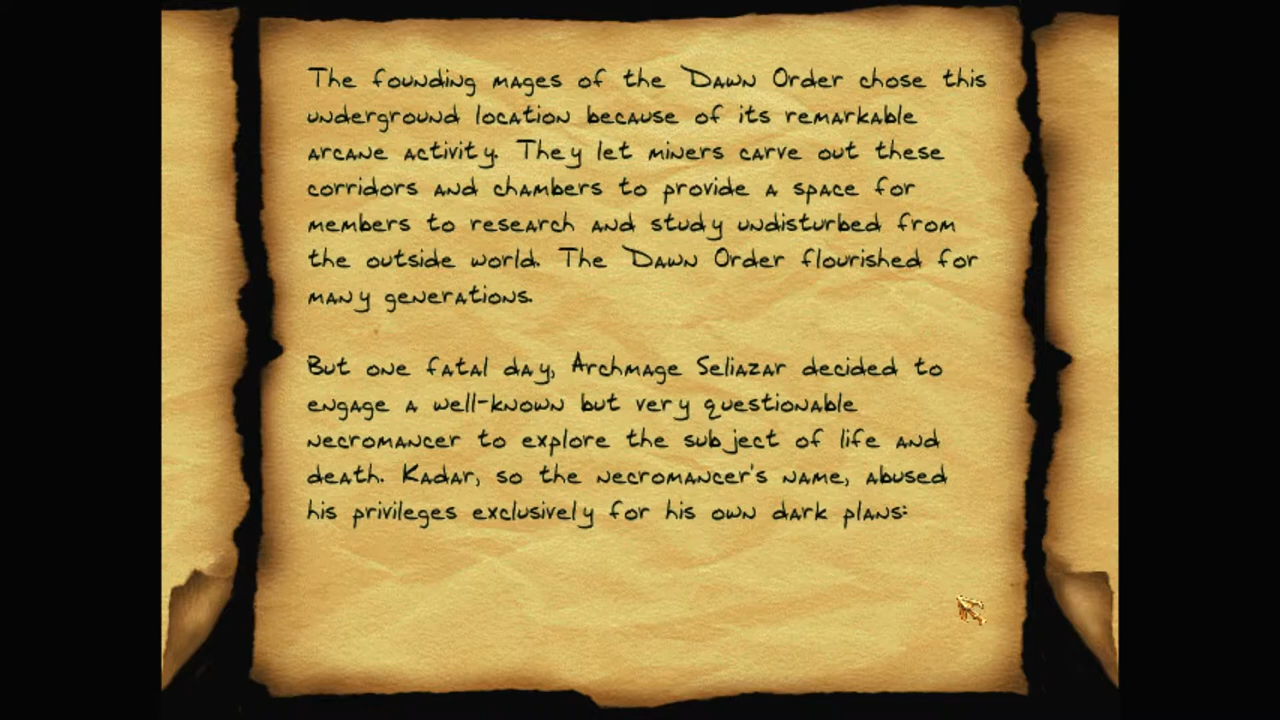 The founding mages of the Dawn Order chose this
underground location because of its remarkable
arcane activity. They let miners carve out these
corridors and chambers to provide a space for
members to research and study undisturbed from
the outside world. The Dawn Order flourished for
many generations.
But one fatal day, Archmage Seliazar decided to
engage a well-known but very questionable
necromancer to explore the subject of life and
death. Kadar, so the necromancer's name, abused
his privileges exclusively for his own dark plans: